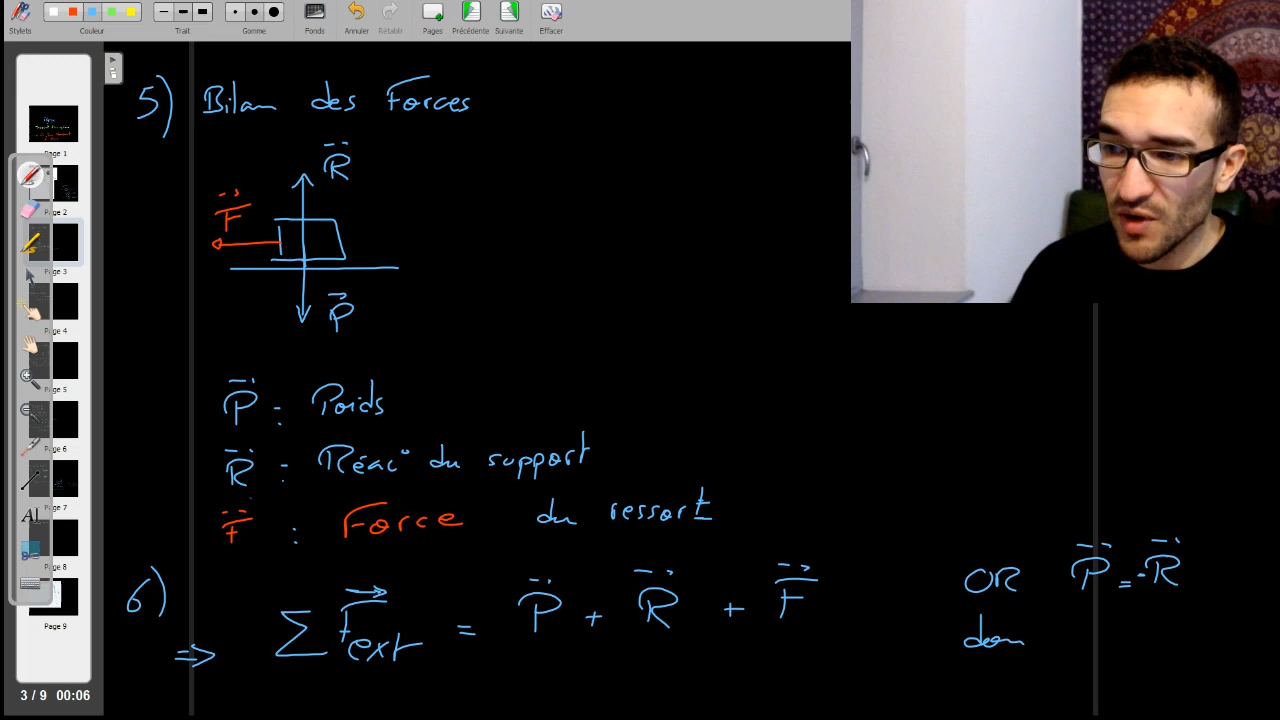 Stylets Couleur Trait Gomme Fonds Annuler Rétablir Pages Précédente Suivante Effacer
5) Bilan des Forces
R
F
P
P : Poids
R : Réac° du support
F : Force du ressort
6)
=> Σ Fext = P + R + F OR P = -R
donc
Page 1
Page 2
Page 3
Page 4
Page 5
Page 6
Page 7
Page 8
Page 9
AI
3 / 9 00:06